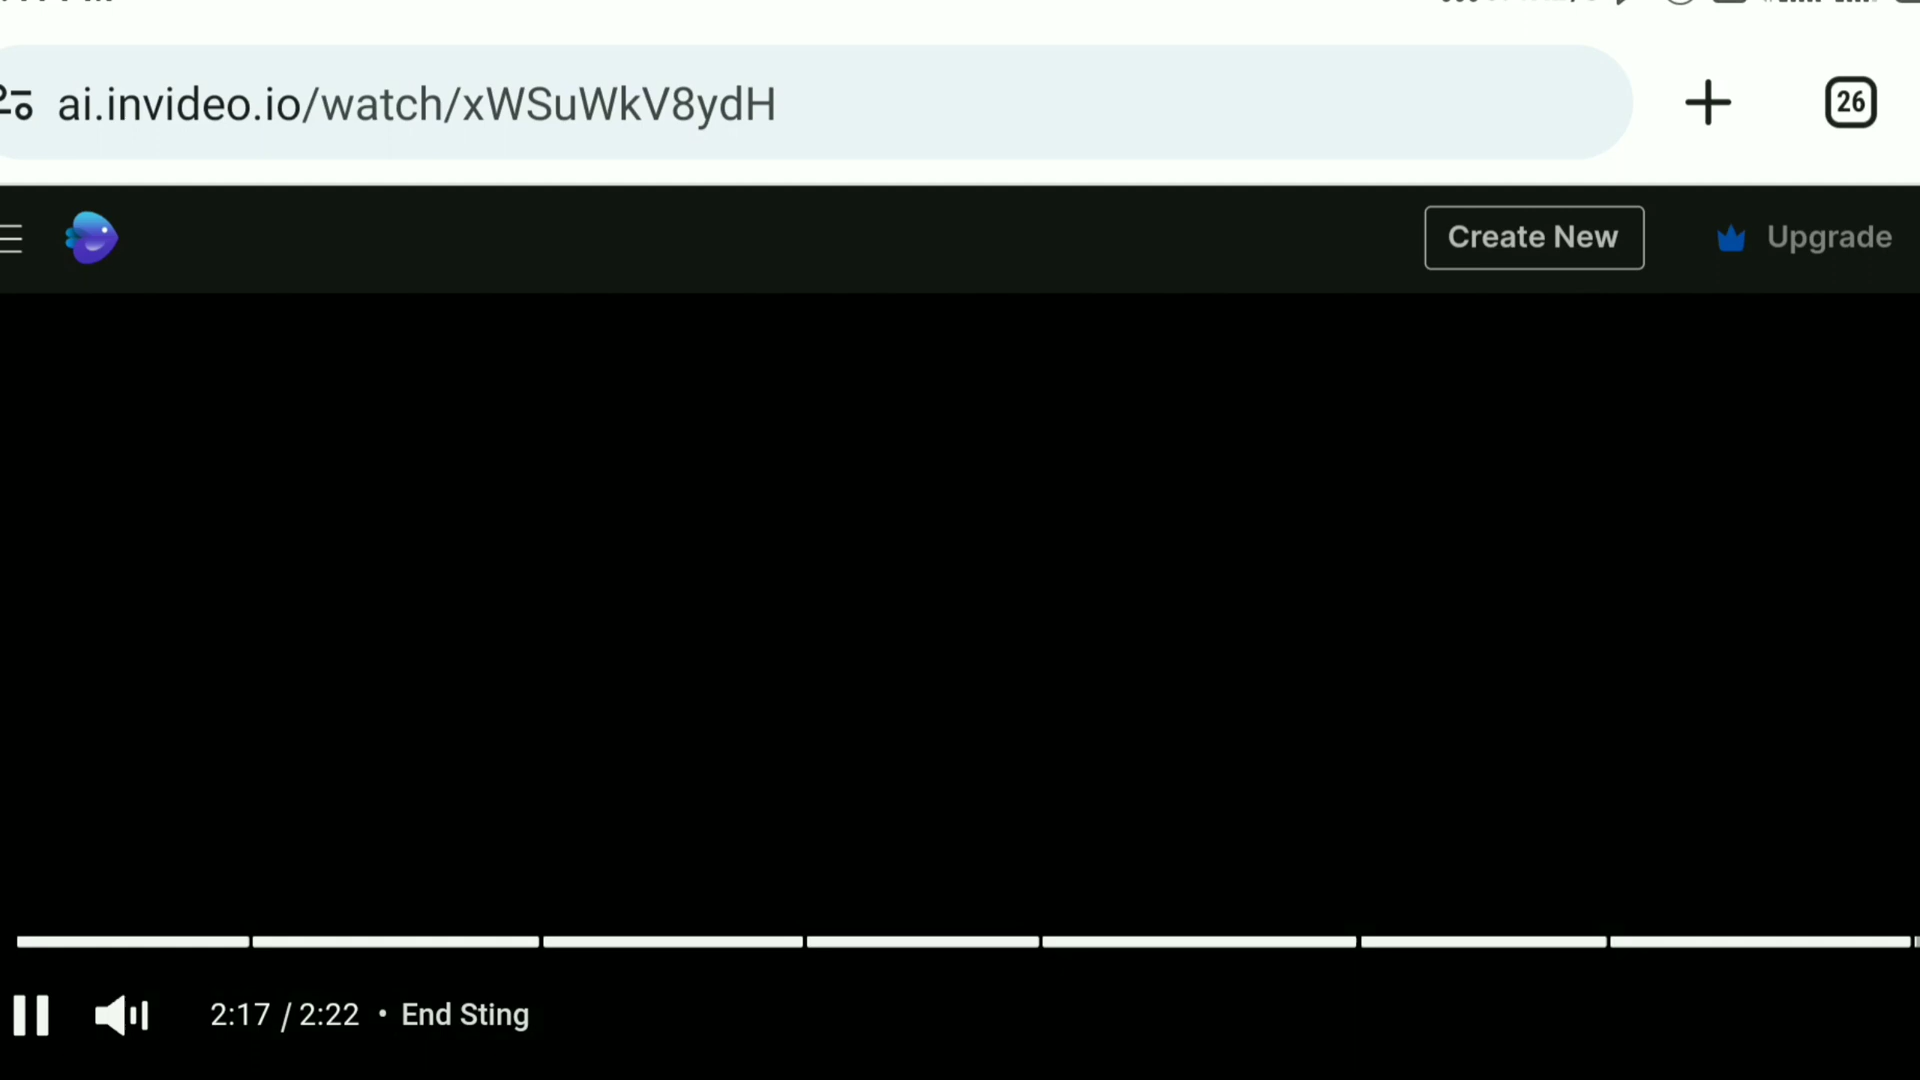 ai.invideo.io/watch/xWSuWkV8ydH
26
Create New
Upgrade
2:17 / 2:22 • End Sting